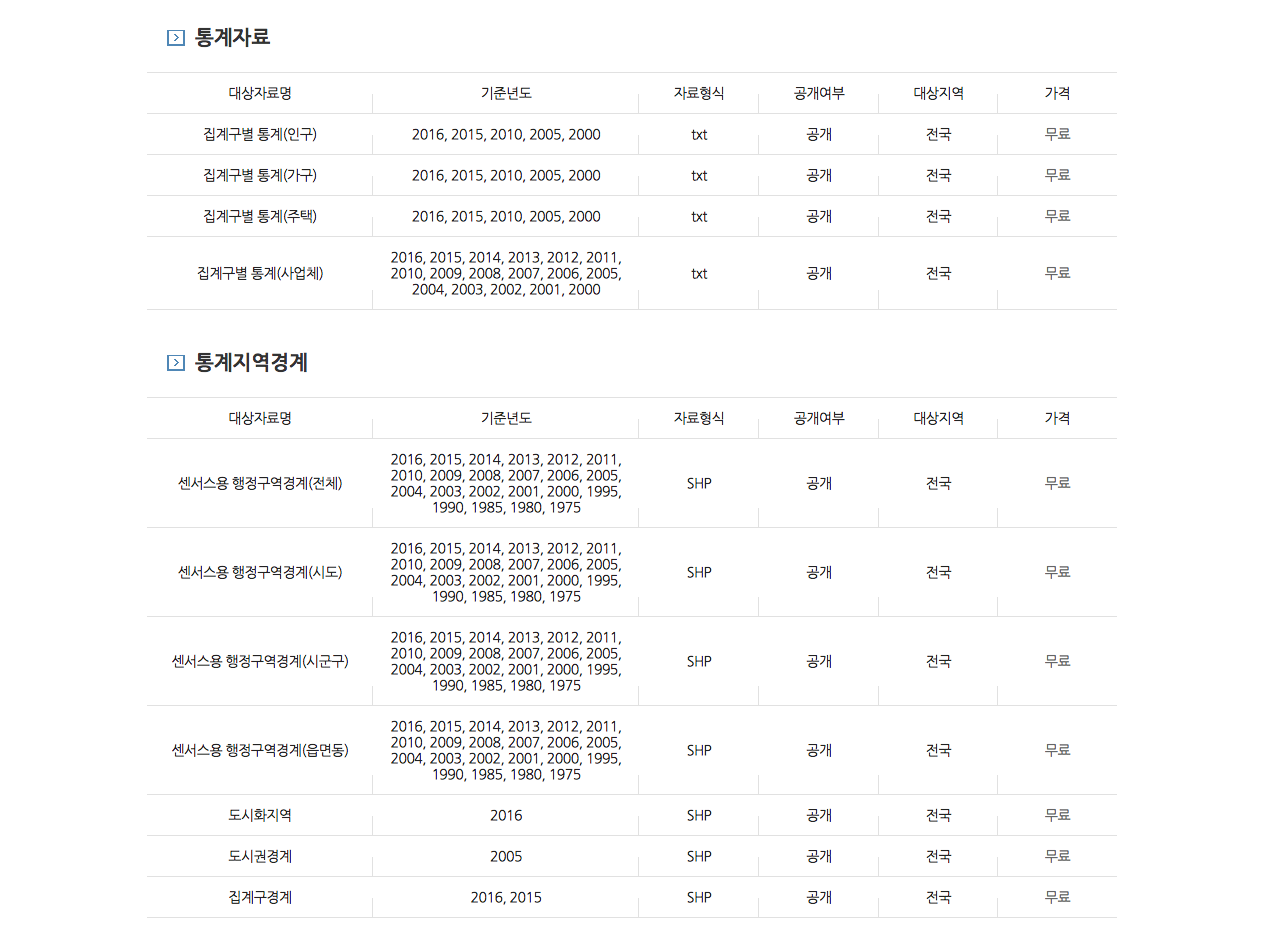 통계자료
대상자료명 기준년도 자료형식 공개여부 대상지역 가격
집계구별 통계(인구) 2016, 2015, 2010, 2005, 2000 txt 공개 전국 무료
집계구별 통계(가구) 2016, 2015, 2010, 2005, 2000 txt 공개 전국 무료
집계구별 통계(주택) 2016, 2015, 2010, 2005, 2000 txt 공개 전국 무료
2016, 2015, 2014, 2013, 2012, 2011,
집계구별 통계(사업체) 2010, 2009, 2008, 2007, 2006, 2005, txt 공개 전국 무료
2004, 2003, 2002, 2001, 2000
통계지역경계
대상자료명 기준년도 자료형식 공개여부 대상지역 가격
2016, 2015, 2014, 2013, 2012, 2011,
2010, 2009, 2008, 2007, 2006, 2005,
센서스용 행정구역경계(전체) 2004, 2003, 2002, 2001, 2000, 1995, SHP 공개 전국 무료
1990, 1985, 1980, 1975
2016, 2015, 2014, 2013, 2012, 2011,
2010, 2009, 2008, 2007, 2006, 2005,
센서스용 행정구역경계(시도) 2004, 2003, 2002, 2001, 2000, 1995, SHP 공개 전국 무료
1990, 1985, 1980, 1975
2016, 2015, 2014, 2013, 2012, 2011,
2010, 2009, 2008, 2007, 2006, 2005,
센서스용 행정구역경계(시군구) 2004, 2003, 2002, 2001, 2000, 1995, SHP 공개 전국 무료
1990, 1985, 1980, 1975
2016, 2015, 2014, 2013, 2012, 2011,
2010, 2009, 2008, 2007, 2006, 2005,
센서스용 행정구역경계(읍면동) 2004, 2003, 2002, 2001, 2000, 1995, SHP 공개 전국 무료
1990, 1985, 1980, 1975
도시화지역 2016 SHP 공개 전국 무료
도시권경계 2005 SHP 공개 전국 무료
집계구경계 2016, 2015 SHP 공개 전국 무료